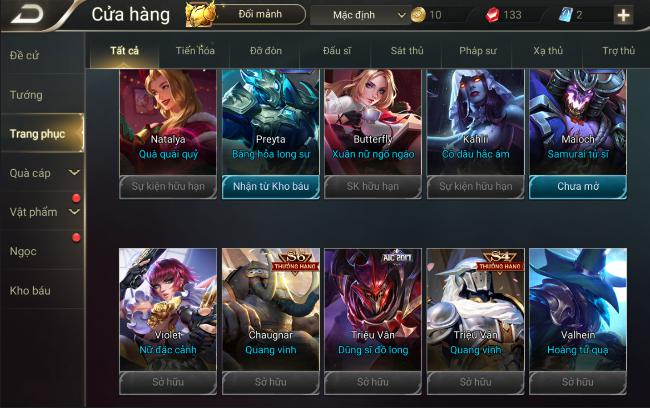 Cửa hàng
Đổi mảnh
Mặc định
10
133
2
Đề cử
Tướng
Trang phục
Quà cáp
Vật phẩm
Ngọc
Kho báu
Tất cả
Tiến hóa
Đỡ đòn
Đấu sĩ
Sát thủ
Pháp sư
Xạ thủ
Trợ thủ
Natalya
Quà quái quỷ
Sự kiện hữu hạn
Preyta
Băng hỏa long sư
Nhận từ Kho báu
Butterfly
Xuân nữ ngổ ngáo
SK hữu hạn
Kahlii
Cô dâu hắc ám
Sự kiện hữu hạn
Maloch
Samurai tử sĩ
Chưa mở
Violet
Nữ đặc cảnh
Sở hữu
S6
THƯỞNG HẠNG
Chaugnar
Quang vinh
Sở hữu
AIC 2017
Triệu Vân
Dũng sĩ đồ long
Sở hữu
S4
THƯỞNG HẠNG
Triệu Vân
Quang vinh
Sở hữu
Valhein
Hoàng tử quạ
Sở hữu